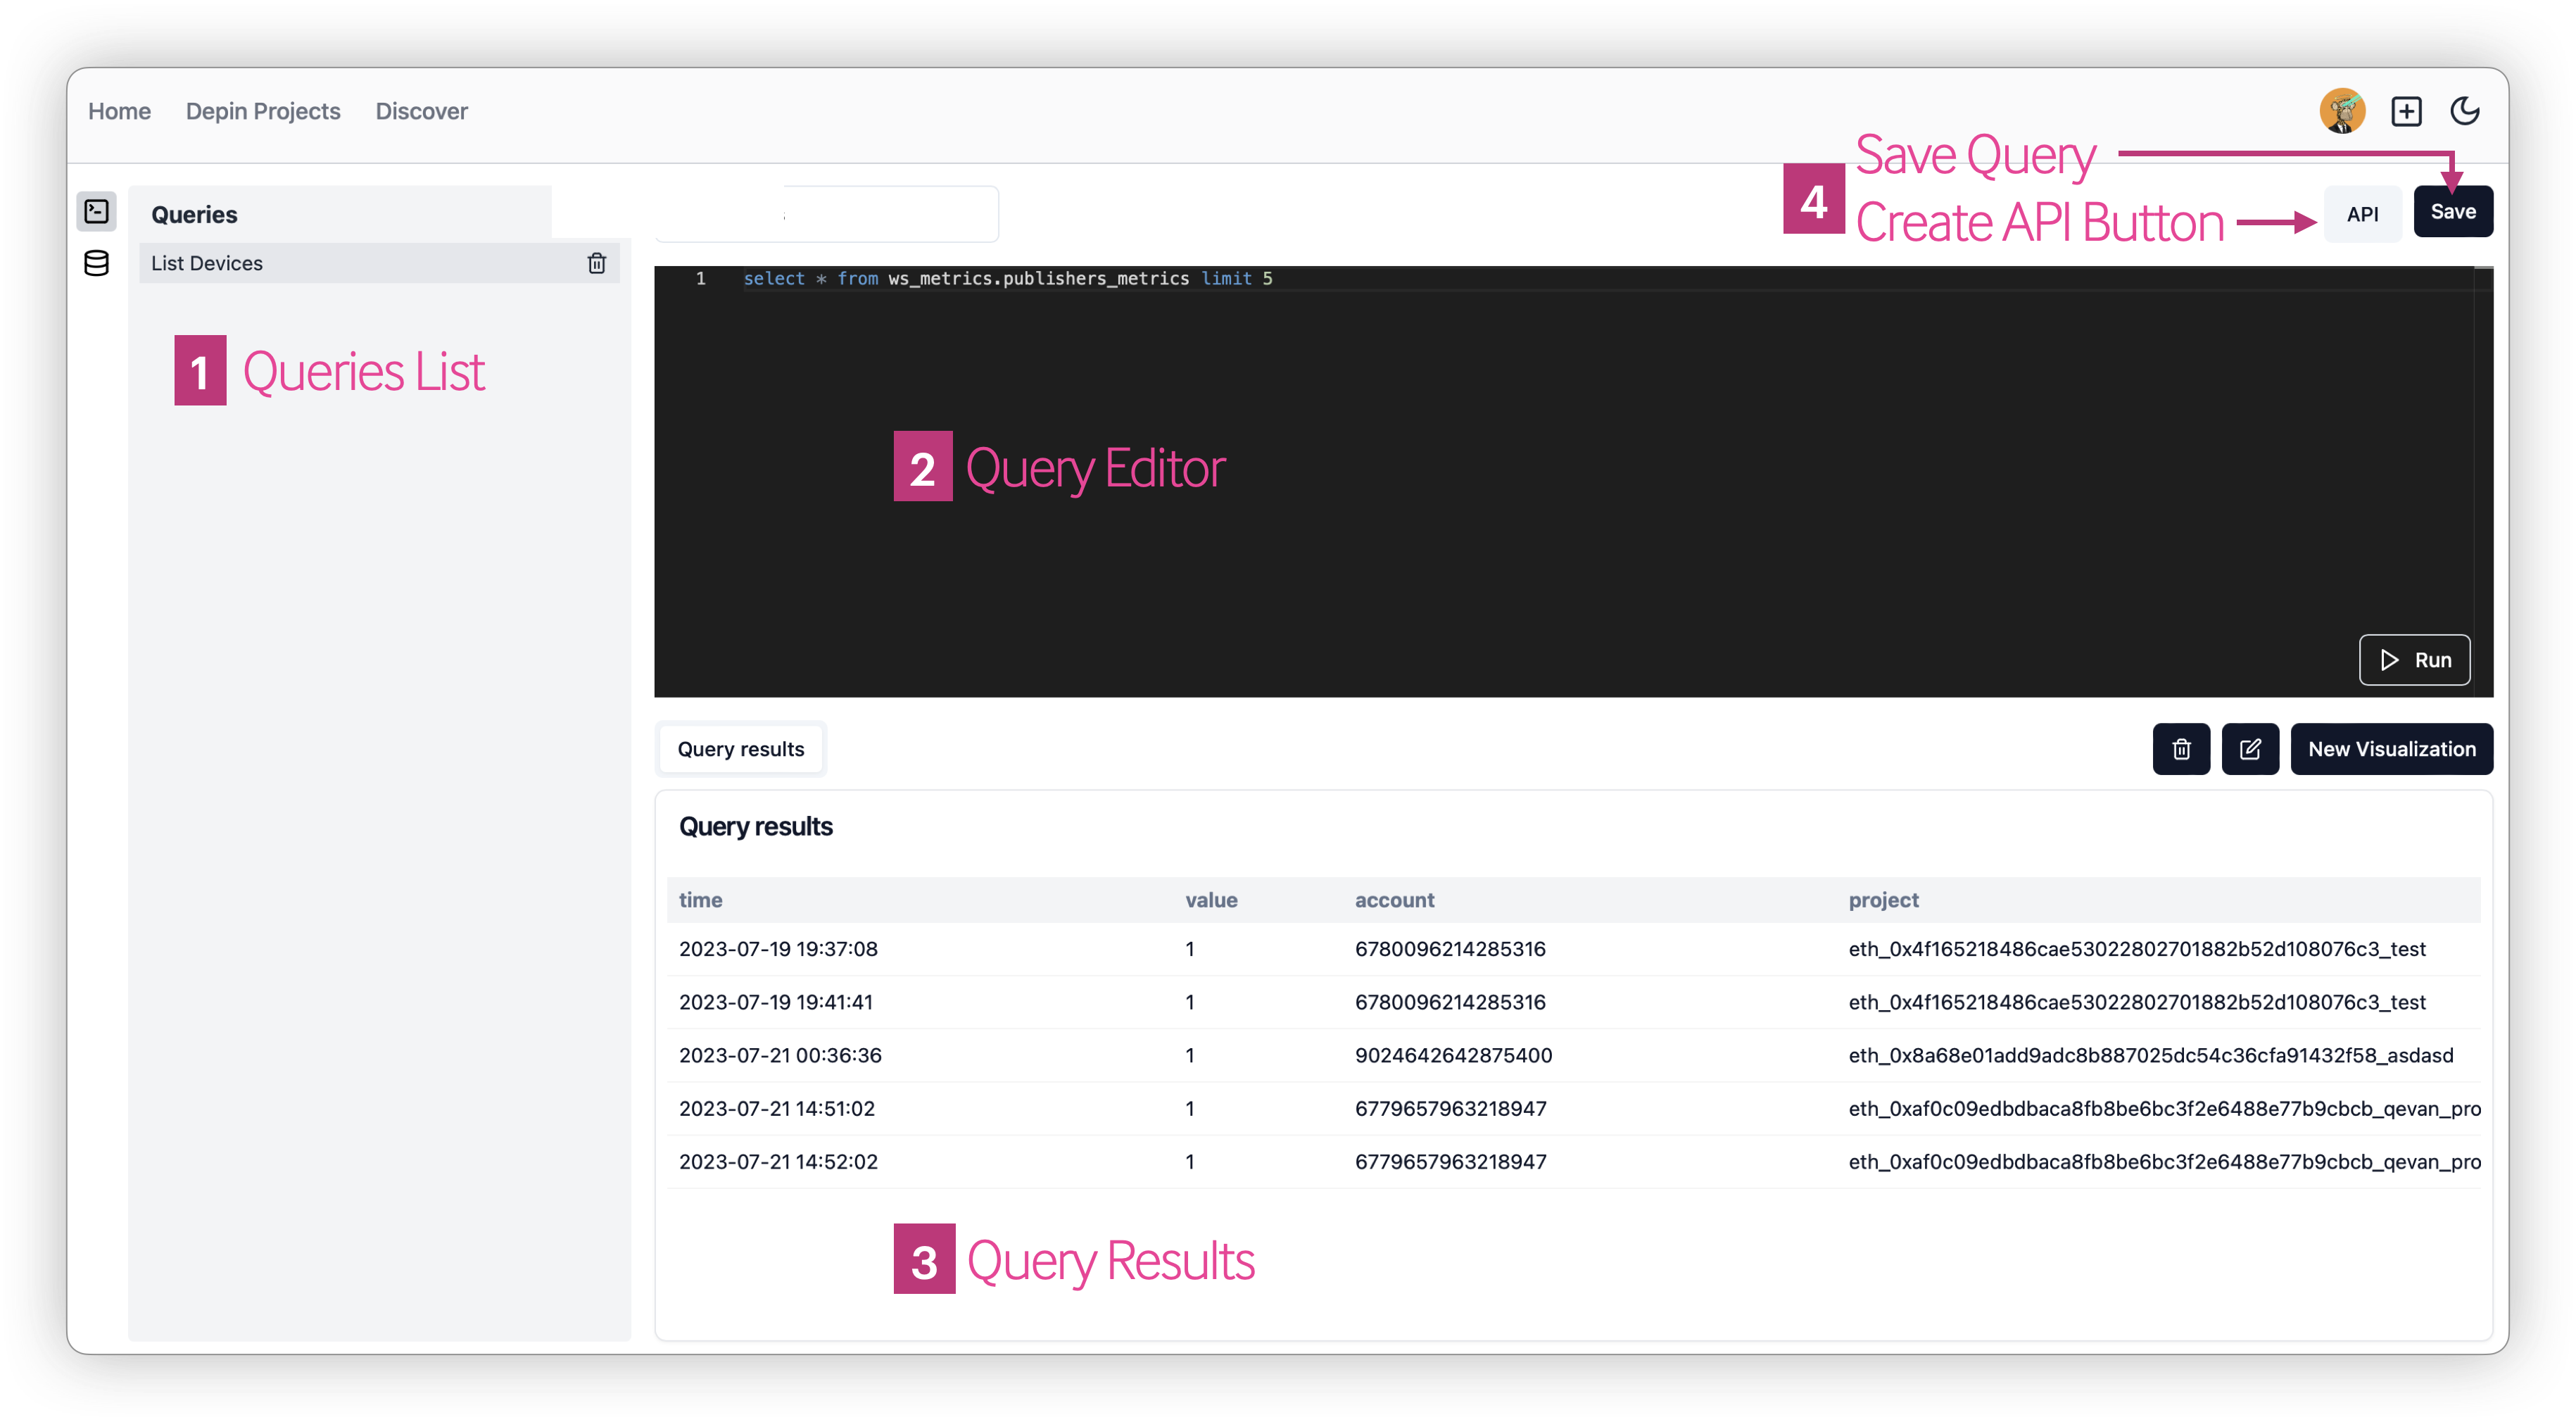 Home Depin Projects Discover
4 Save Query
Create API Button
API Save
Queries
List Devices
1 Queries List
1 select * from ws_metrics.publishers_metrics limit 5
2 Query Editor
Run
Query results
New Visualization
Query results
time value account project
2023-07-19 19:37:08 1 6780096214285316 eth_0x4f165218486cae53022802701882b52d108076c3_test
2023-07-19 19:41:41 1 6780096214285316 eth_0x4f165218486cae53022802701882b52d108076c3_test
2023-07-21 00:36:36 1 9024642642875400 eth_0x8a68e01add9adc8b887025dc54c36cfa91432f58_asdasd
2023-07-21 14:51:02 1 6779657963218947 eth_0xaf0c09edbdbaca8fb8be6bc3f2e6488e77b9cbcb_qevan_pro
2023-07-21 14:52:02 1 6779657963218947 eth_0xaf0c09edbdbaca8fb8be6bc3f2e6488e77b9cbcb_qevan_pro
3 Query Results